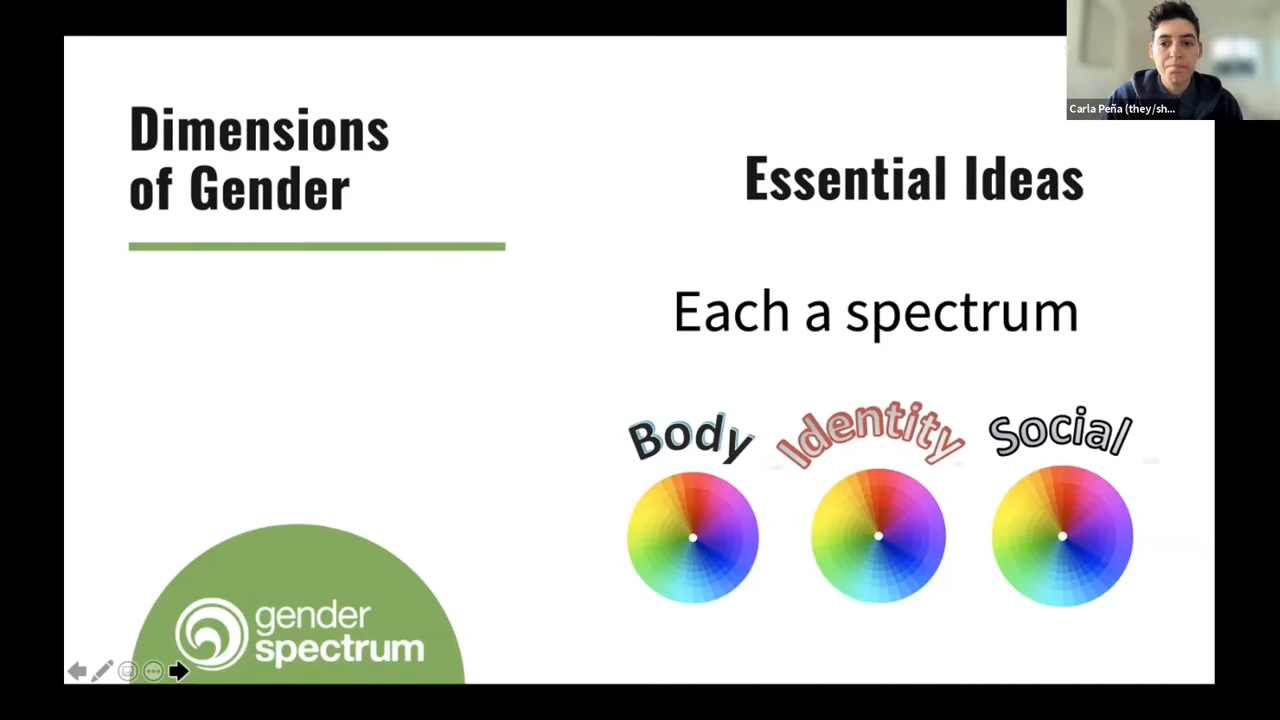 Carla Peña (they/sh...
Dimensions
of Gender
Essential Ideas
Each a spectrum
Body
Identity
Social
gender
spectrum